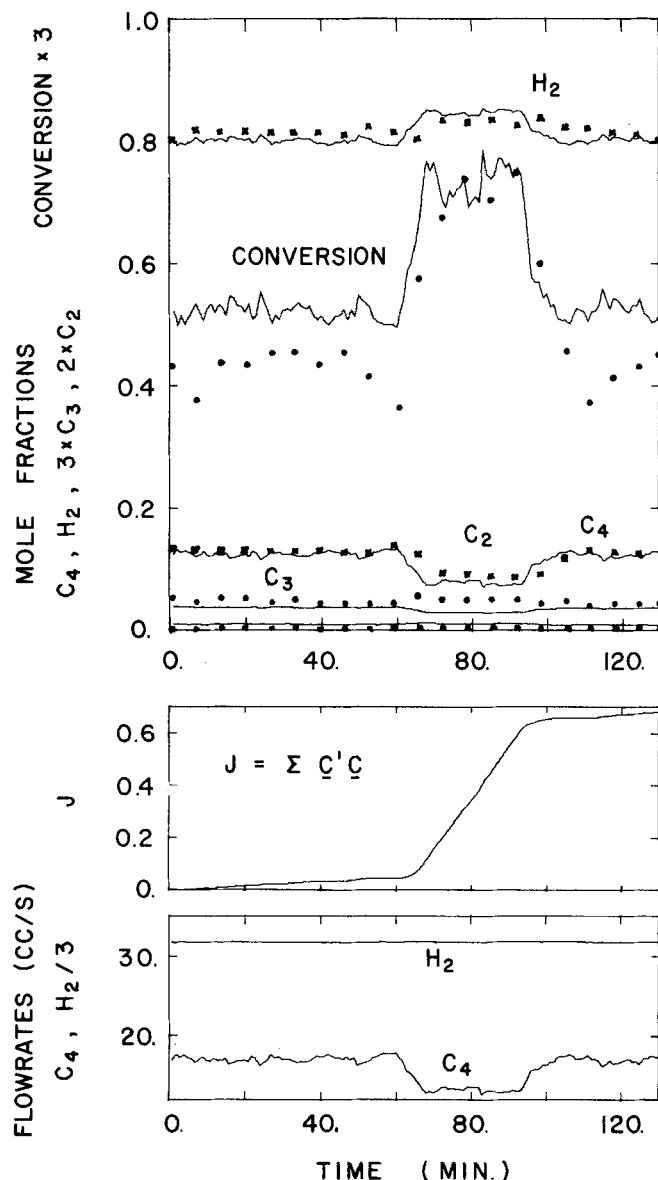 CONVERSION × 3
MOLE FRACTIONS
C4, H2, 3×C3, 2×C2
1.0
0.8
0.6
0.4
0.2
0.
H2
CONVERSION
C2
C4
C3
0. 40. 80. 120.
J
0.6
0.4
0.2
0.
J = Σ C'C
FLOWRATES (CC/S)
C4, H2/3
30.
20.
H2
C4
0. 40. 80. 120.
TIME (MIN.)